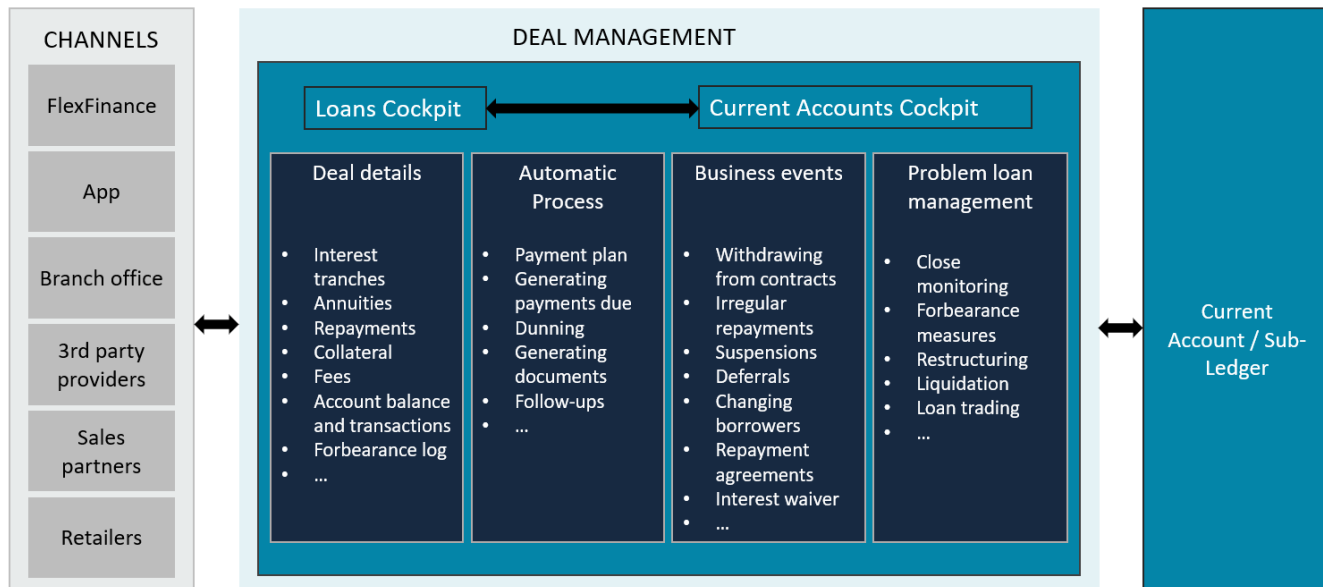 CHANNELS
FlexFinance
App
Branch office
3rd party
providers
Sales
partners
Retailers
DEAL MANAGEMENT
Loans Cockpit
Current Accounts Cockpit
Deal details
• Interest
tranches
• Annuities
• Repayments
• Collateral
• Fees
• Account balance
and transactions
• Forbearance log
• ...
Automatic
Process
• Payment plan
• Generating
payments due
• Dunning
• Generating
documents
• Follow-ups
• ...
Business events
• Withdrawing
from contracts
• Irregular
repayments
• Suspensions
• Deferrals
• Changing
borrowers
• Repayment
agreements
• Interest waiver
• ...
Problem loan
management
• Close
monitoring
• Forbearance
measures
• Restructuring
• Liquidation
• Loan trading
• ...
Current
Account / Sub-
Ledger